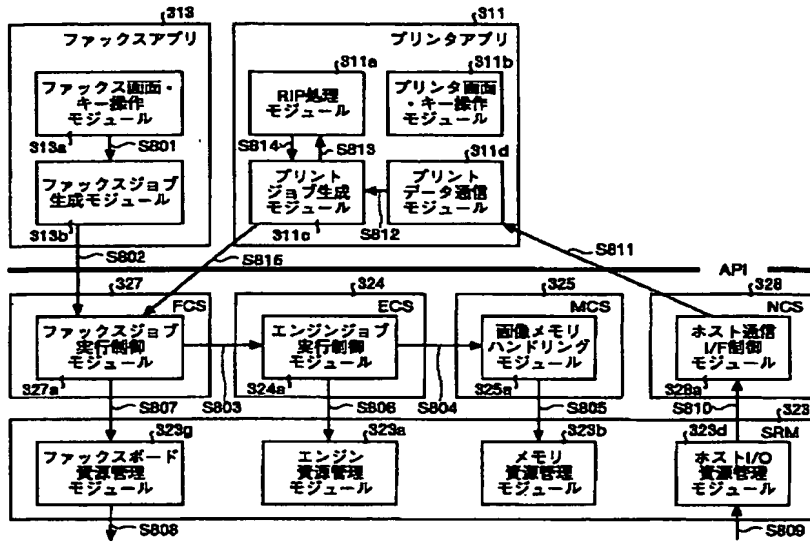 313
311
ファックスアプリ
プリンタアプリ
311a
311b
ファックス画面・
キー操作
モジュール
RIP処理
モジュール
プリンタ画面
・キー操作
モジュール
313a
S801
S814
S813
311d
ファックスジョブ
生成モジュール
プリント
ジョブ生成
モジュール
プリント
データ通信
モジュール
313b
311c
S812
S802
S815
S811
API
327
324
325
328
FCS
ECS
MCS
NCS
ファックスジョブ
実行制御
モジュール
エンジンジョブ
実行制御
モジュール
画像メモリ
ハンドリング
モジュール
ホスト通信
I/F制御
モジュール
327a
324a
325a
328a
S807
S803
S806
S804
S805
S810
323
323g
323a
323b
323d
SRM
ファックスボード
資源管理
モジュール
エンジン
資源管理
モジュール
メモリ
資源管理
モジュール
ホストI/O
資源管理
モジュール
S808
S809